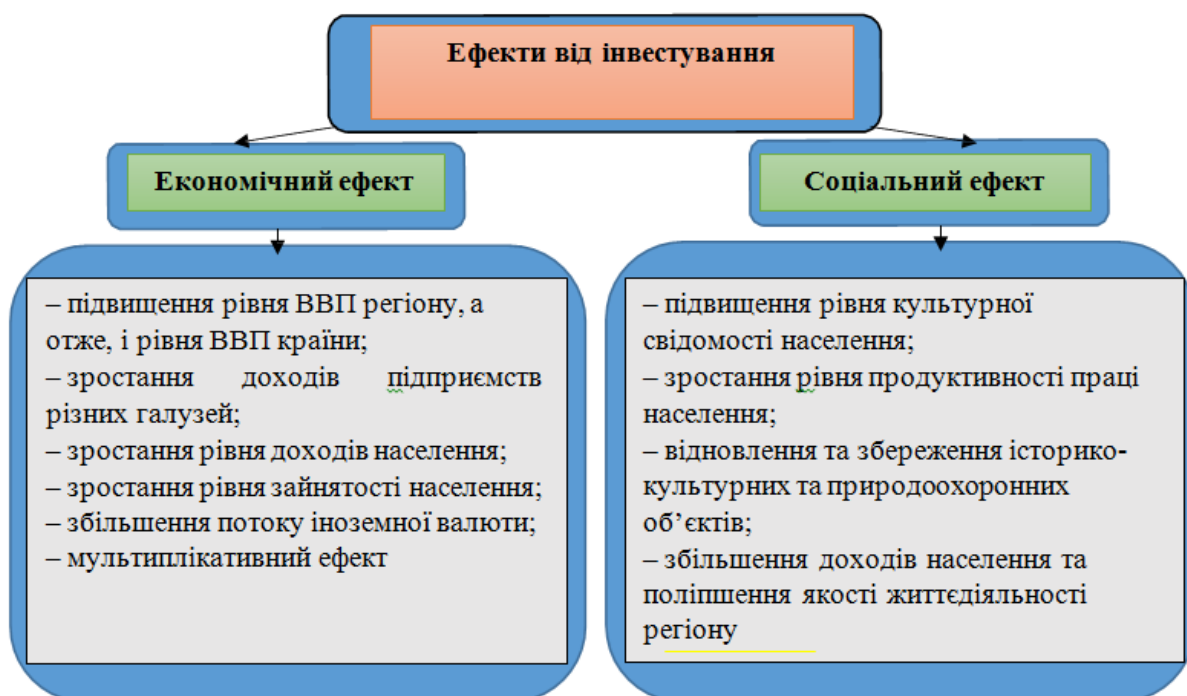 Ефекти від інвестування
Економічний ефект
– підвищення рівня ВВП регіону, а
отже, і рівня ВВП країни;
– зростання доходів підприємств
різних галузей;
– зростання рівня доходів населення;
– зростання рівня зайнятості населення;
– збільшення потоку іноземної валюти;
– мультиплікативний ефект
Соціальний ефект
– підвищення рівня культурної
свідомості населення;
– зростання рівня продуктивності праці
населення;
– відновлення та збереження історико-
культурних та природоохоронних
об’єктів;
– збільшення доходів населення та
поліпшення якості життєдіяльності
регіону